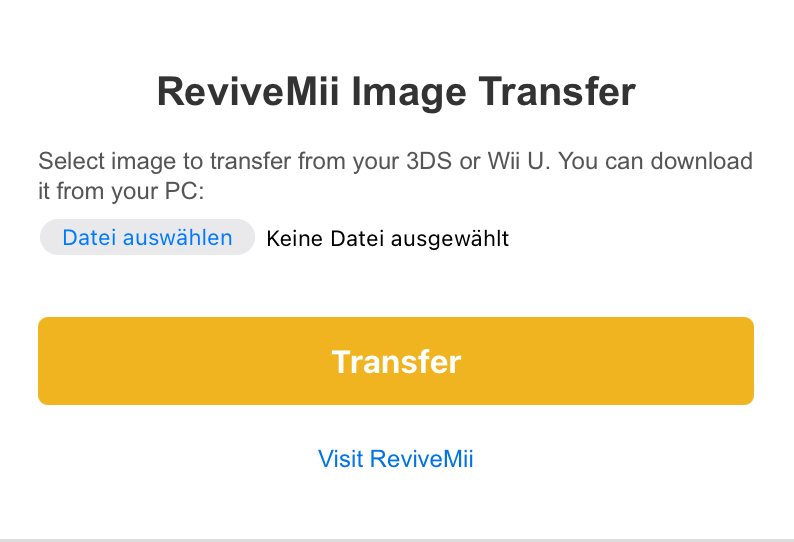 ReviveMii Image Transfer
Select image to transfer from your 3DS or Wii U. You can download
it from your PC:
Datei auswählen Keine Datei ausgewählt
Transfer
Visit ReviveMii